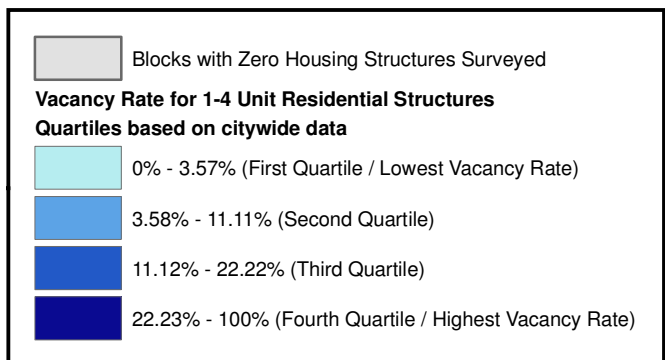 Blocks with Zero Housing Structures Surveyed
Vacancy Rate for 1-4 Unit Residential Structures
Quartiles based on citywide data
0% - 3.57% (First Quartile / Lowest Vacancy Rate)
3.58% - 11.11% (Second Quartile)
11.12% - 22.22% (Third Quartile)
22.23% - 100% (Fourth Quartile / Highest Vacancy Rate)